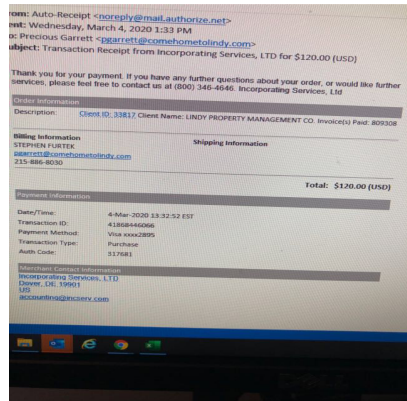 rom: Auto-Receipt <noreply@mail.authorize.net>
ent: Wednesday, March 4, 2020 1:33 PM
o: Precious Garrett <pgarrett@comehometolindy.com>
ubject: Transaction Receipt from Incorporating Services, LTD for $120.00 (USD)
Thank you for your payment. If you have any further questions about your order, or would like further
services, please feel free to contact us at (800) 346-4646. Incorporating Services, Ltd
Order Information
Description: Client ID: 33817 Client Name: LINDY PROPERTY MANAGEMENT CO. Invoice(s) Paid: 809308
Billing Information Shipping Information
STEPHEN FURTEK
pgarrett@comehometolindy.com
215-886-8030
Total: $120.00 (USD)
Payment Information
Date/Time: 4-Mar-2020 13:32:52 EST
Transaction ID: 41868446066
Payment Method: Visa xxxx2895
Transaction Type: Purchase
Auth Code: 517681
Merchant Contact Information
Incorporating Services, LTD
Dover, DE 19901
US
accounting@incserv.com
DELL